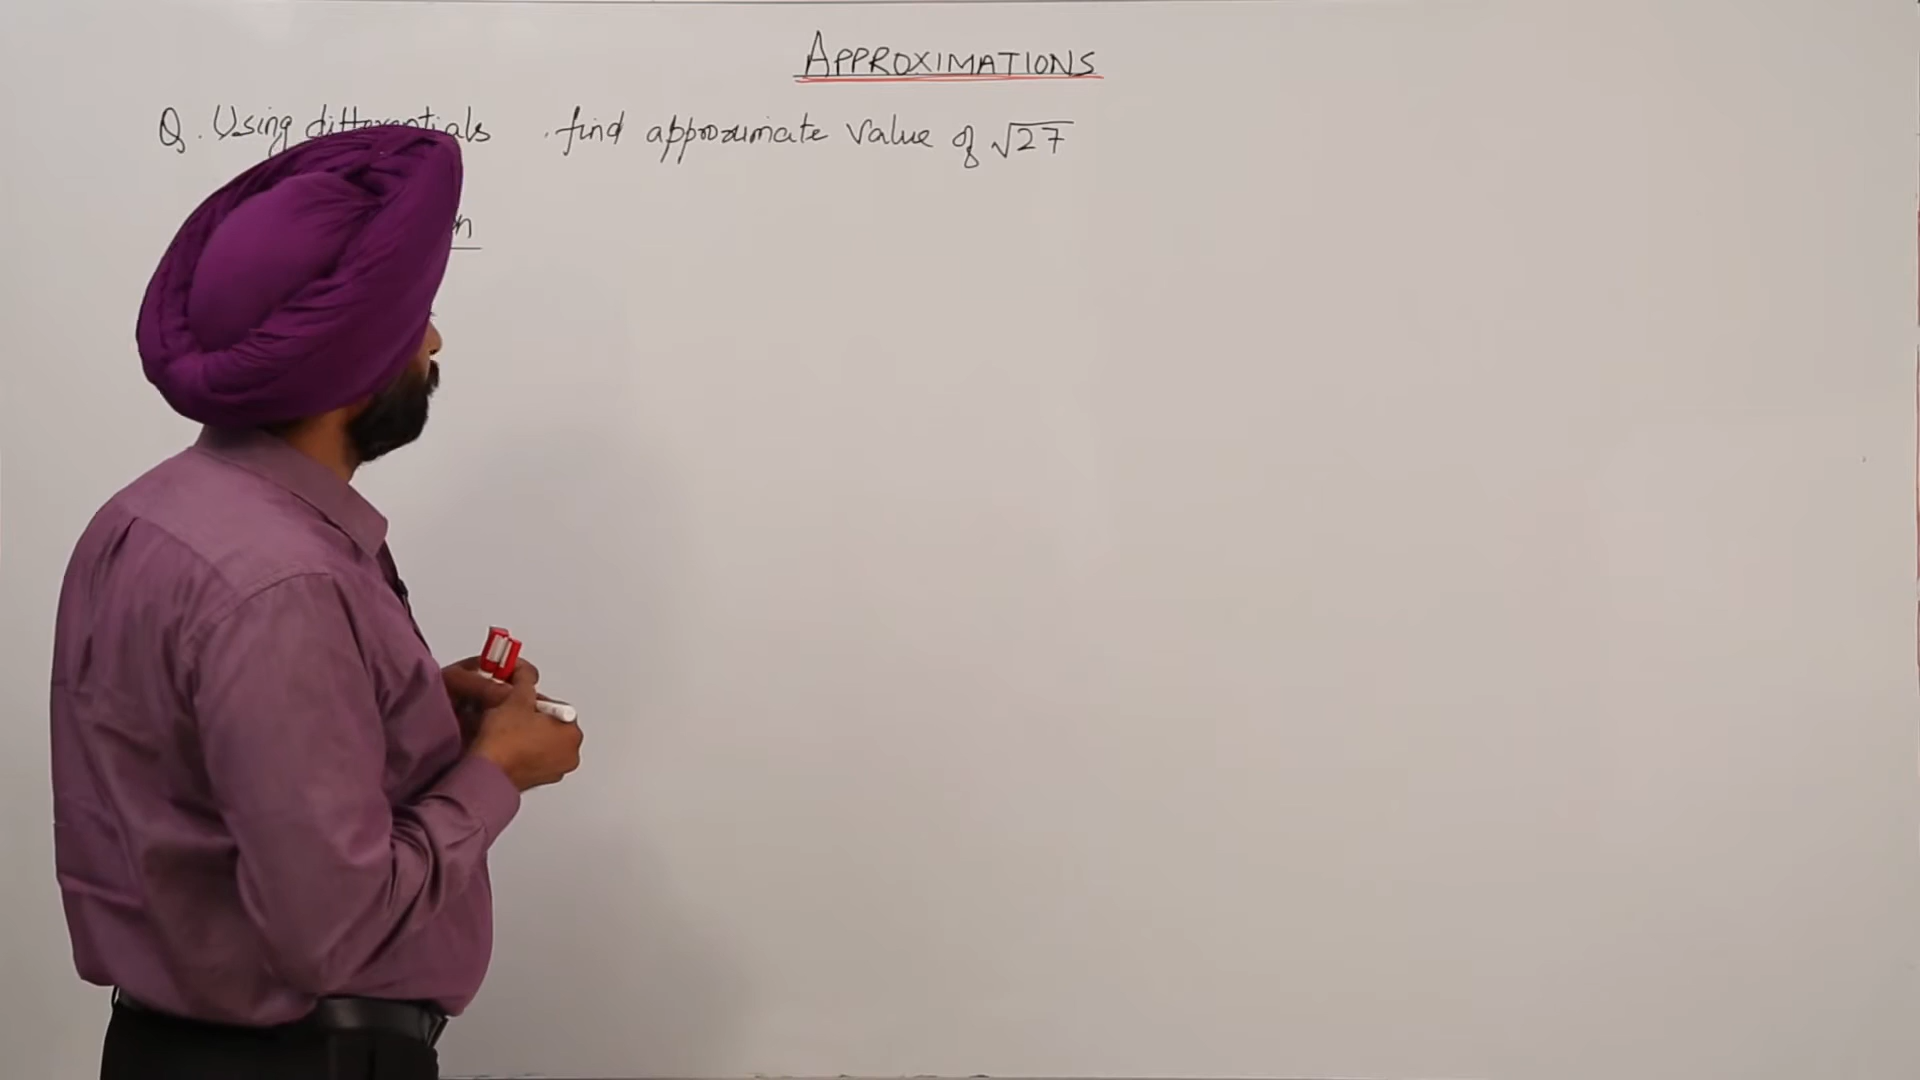 APPROXIMATIONS
Q. Using differentials find approximate value of √27